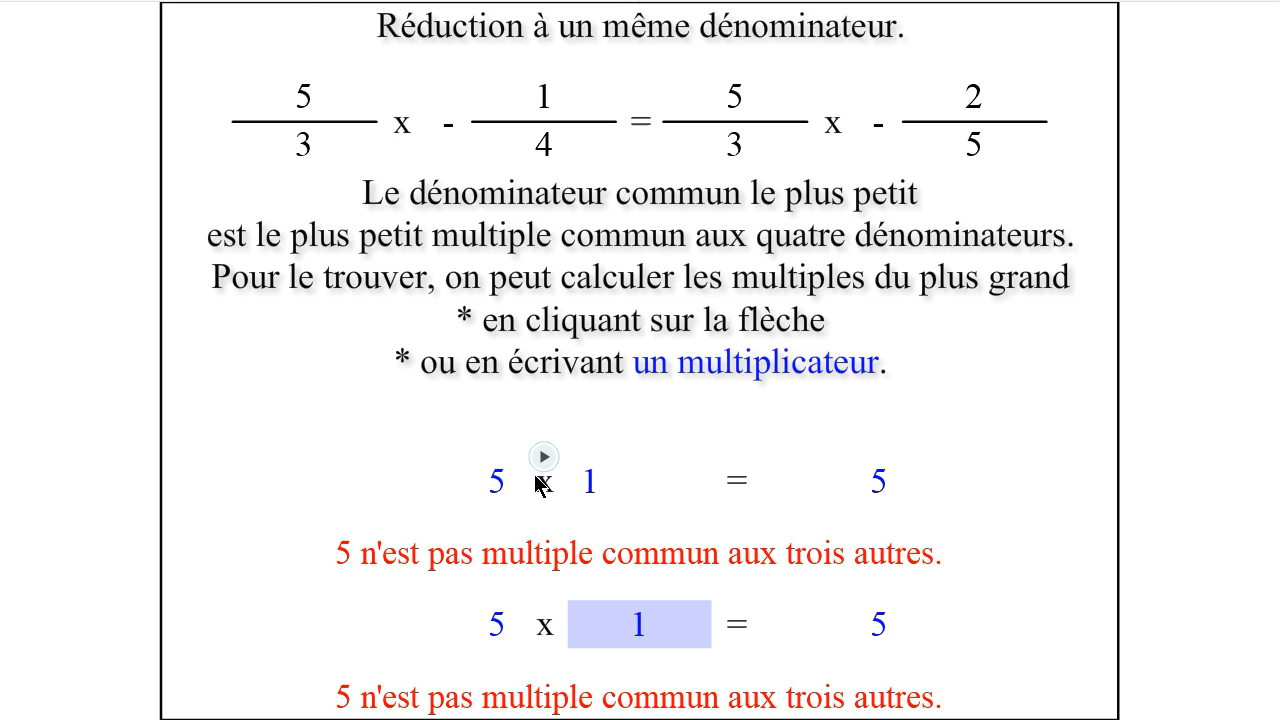 Réduction à un même dénominateur.
5 1 5 2
x - = x -
3 4 3 5
Le dénominateur commun le plus petit
est le plus petit multiple commun aux quatre dénominateurs.
Pour le trouver, on peut calculer les multiples du plus grand
* en cliquant sur la flèche
* ou en écrivant un multiplicateur.
5 x 1 = 5
5 n'est pas multiple commun aux trois autres.
5 x 1 = 5
5 n'est pas multiple commun aux trois autres.